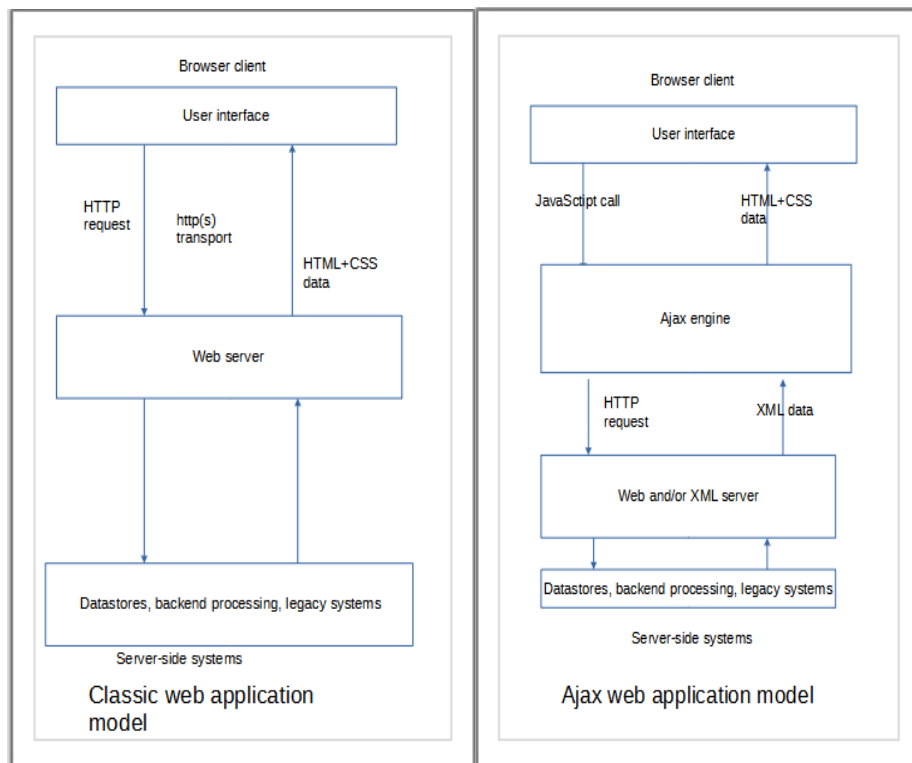 Browser client
User interface
HTTP
request
http(s)
transport
HTML+CSS
data
Web server
Datastores, backend processing, legacy systems
Server-side systems
Classic web application
model
Browser client
User interface
JavaSctipt call
HTML+CSS
data
Ajax engine
HTTP
request
XML data
Web and/or XML server
Datastores, backend processing, legacy systems
Server-side systems
Ajax web application model